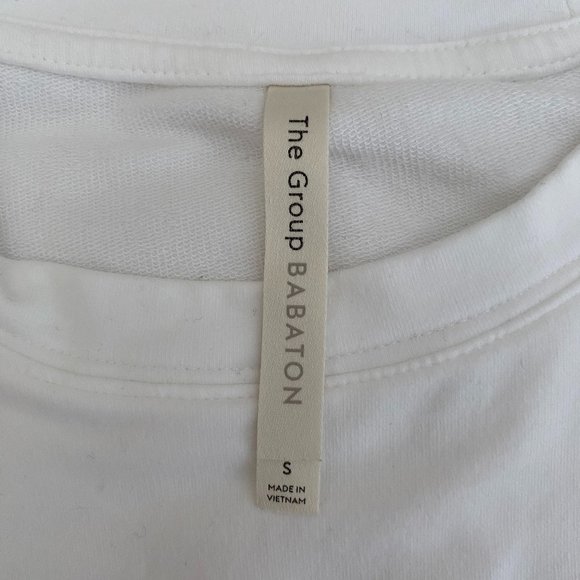 The Group BABATON
S
MADE IN
VIETNAM